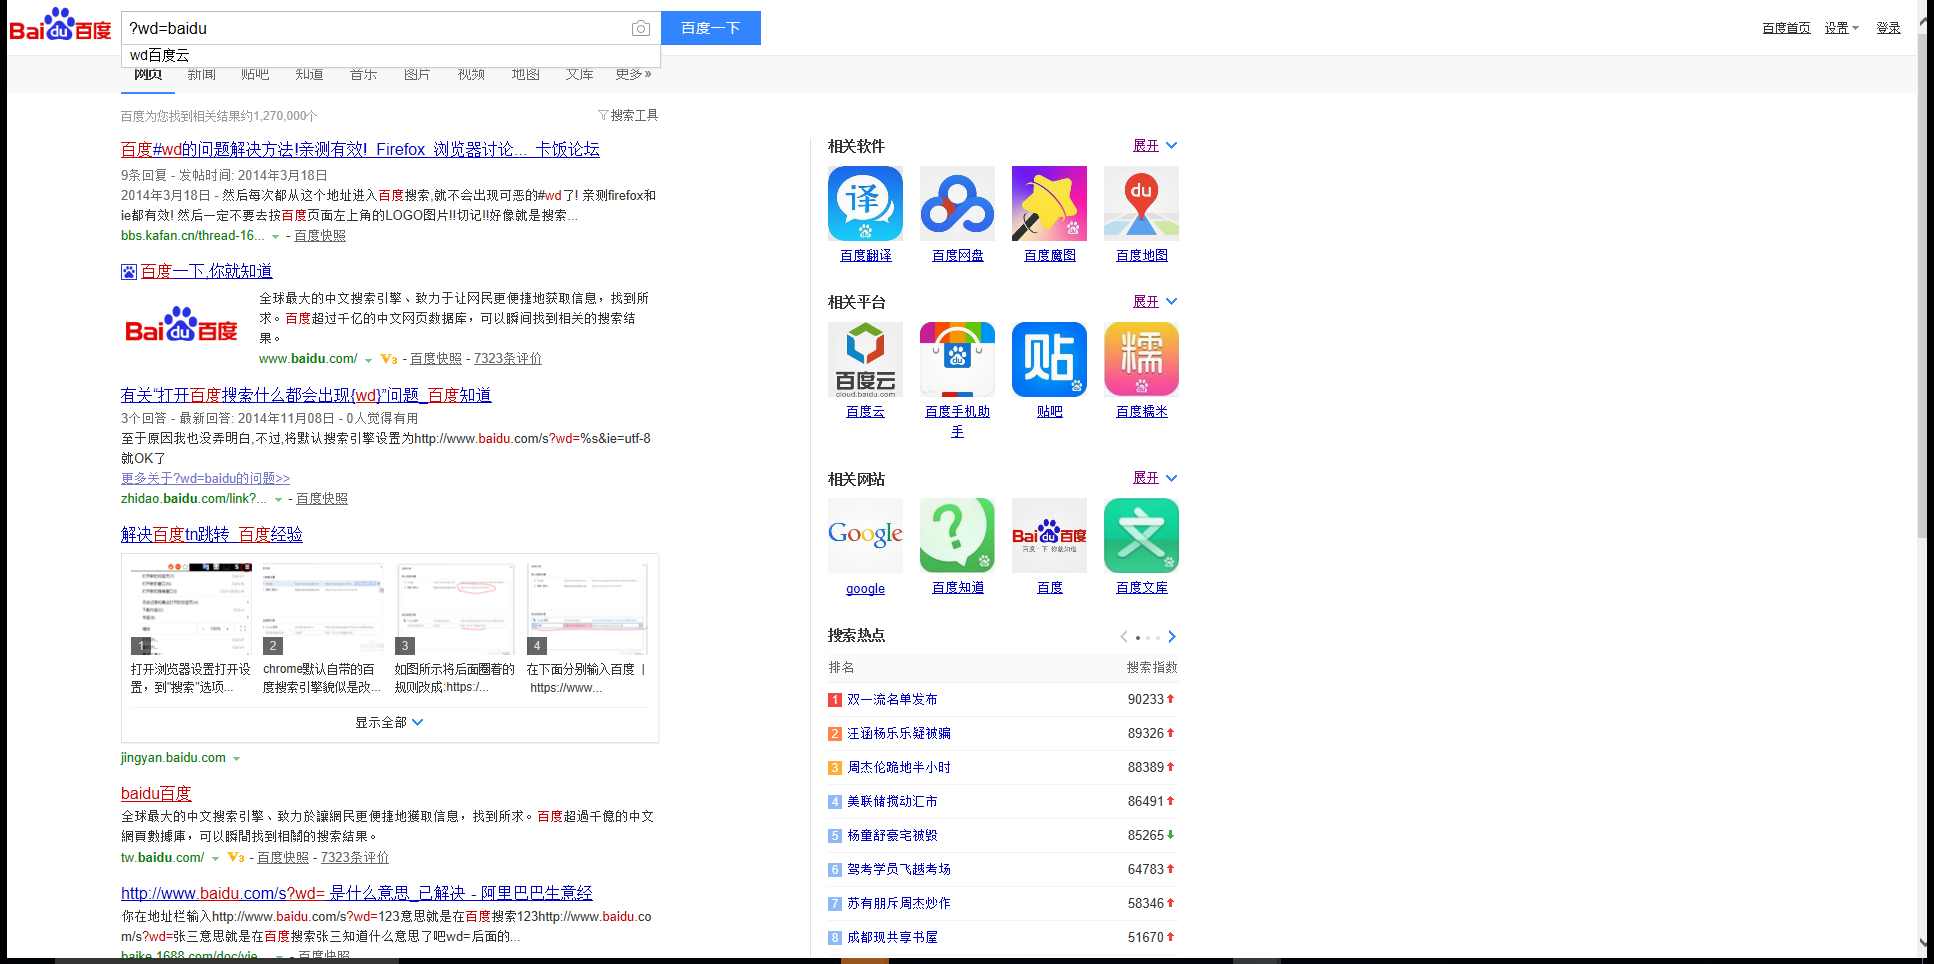 Bai du 百度
?wd=baidu
百度一下
wd百度云
百度首页 设置 登录
网页 新闻 贴吧 知道 音乐 图片 视频 地图 文库 更多»
百度为您找到相关结果约1,270,000个
搜索工具
百度#wd的问题解决方法!亲测有效!_Firefox_浏览器讨论..._卡饭论坛
9条回复 - 发帖时间: 2014年3月18日
2014年3月18日 - 然后每次都从这个地址进入百度搜索,就不会出现可恶的#wd了! 亲测firefox和
ie都有效! 然后一定不要去按百度页面左上角的LOGO图片!!切记!!好像就是搜索...
bbs.kafan.cn/thread-16... - 百度快照
百度一下,你就知道
Bai du 百度
全球最大的中文搜索引擎、致力于让网民更便捷地获取信息，找到所
求。百度超过千亿的中文网页数据库，可以瞬间找到相关的搜索结
果。
www.baidu.com/ V3 - 百度快照 - 7323条评价
有关“打开百度搜索什么都会出现{wd}”问题_百度知道
3个回答 - 最新回答: 2014年11月08日 - 0人觉得有用
至于原因我也没弄明白,不过,将默认搜索引擎设置为http://www.baidu.com/s?wd=%s&ie=utf-8
就OK了
更多关于?wd=baidu的问题>>
zhidao.baidu.com/link?... - 百度快照
解决百度tn跳转_百度经验
1 2 3 4
打开浏览器设置打开设
置，到“搜索”选项...
chrome默认自带的百
度搜索引擎貌似是改...
如图所示将后面圈着的
规则改成:https:/...
在下面分别输入百度丨
https://www...
显示全部
jingyan.baidu.com
baidu百度
全球最大的中文搜索引擎、致力於讓網民更便捷地獲取信息，找到所求。百度超過千億的中文
網頁數據庫，可以瞬間找到相關的搜索結果。
tw.baidu.com/ V3 - 百度快照 - 7323条评价
http://www.baidu.com/s?wd= 是什么意思_已解决 - 阿里巴巴生意经
你在地址栏输入http://www.baidu.com/s?wd=123意思就是在百度搜索123http://www.baidu.co
m/s?wd=张三意思就是在百度搜索张三知道什么意思了吧wd=后面的...
baike.1688.com/doc/vie... - 百度快照
相关软件 展开
译
du
百度翻译 百度网盘 百度魔图 百度地图
相关平台 展开
百度云
cloud.baidu.com
du
贴
糯
百度云 百度手机助 贴吧 百度糯米
手
相关网站 展开
Google
?
Bai du 百度
百度一下 你就知道
文
google 百度知道 百度 百度文库
搜索热点
排名 搜索指数
1 双一流名单发布 90233
2 汪涵杨乐乐疑被骗 89326
3 周杰伦跪地半小时 88389
4 美联储搅动汇市 86491
5 杨童舒豪宅被毁 85265
6 驾考学员飞越考场 64783
7 苏有朋斥周杰炒作 58346
8 成都现共享书屋 51670